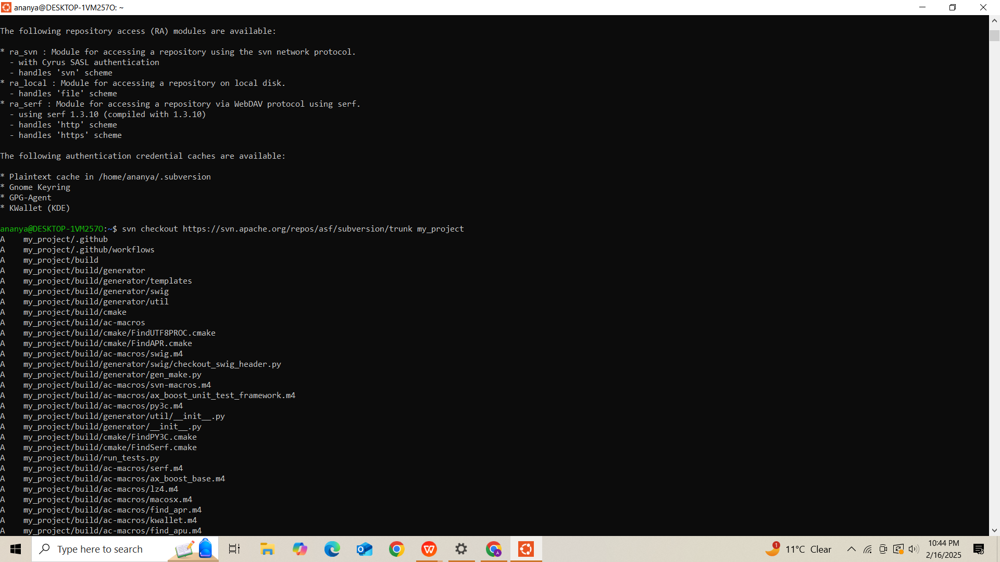 ananya@DESKTOP-1VM257O: ~
The following repository access (RA) modules are available:
* ra_svn : Module for accessing a repository using the svn network protocol.
  - with Cyrus SASL authentication
  - handles 'svn' scheme
* ra_local : Module for accessing a repository on local disk.
  - handles 'file' scheme
* ra_serf : Module for accessing a repository via WebDAV protocol using serf.
  - using serf 1.3.10 (compiled with 1.3.10)
  - handles 'http' scheme
  - handles 'https' scheme
The following authentication credential caches are available:
* Plaintext cache in /home/ananya/.subversion
* Gnome Keyring
* GPG-Agent
* KWallet (KDE)
ananya@DESKTOP-1VM257O:~$ svn checkout https://svn.apache.org/repos/asf/subversion/trunk my_project
A    my_project/.github
A    my_project/.github/workflows
A    my_project/build
A    my_project/build/generator
A    my_project/build/generator/templates
A    my_project/build/generator/swig
A    my_project/build/generator/util
A    my_project/build/cmake
A    my_project/build/ac-macros
A    my_project/build/cmake/FindUTF8PROC.cmake
A    my_project/build/cmake/FindAPR.cmake
A    my_project/build/ac-macros/swig.m4
A    my_project/build/generator/swig/checkout_swig_header.py
A    my_project/build/generator/gen_make.py
A    my_project/build/ac-macros/svn-macros.m4
A    my_project/build/ac-macros/ax_boost_unit_test_framework.m4
A    my_project/build/ac-macros/py3c.m4
A    my_project/build/generator/util/__init__.py
A    my_project/build/generator/__init__.py
A    my_project/build/cmake/FindPY3C.cmake
A    my_project/build/cmake/FindSerf.cmake
A    my_project/build/run_tests.py
A    my_project/build/ac-macros/serf.m4
A    my_project/build/ac-macros/ax_boost_base.m4
A    my_project/build/ac-macros/lz4.m4
A    my_project/build/ac-macros/macosx.m4
A    my_project/build/ac-macros/find_apr.m4
A    my_project/build/ac-macros/kwallet.m4
A    my_project/build/ac-macros/find_apu.m4
Type here to search
1
11°C Clear
10:44 PM
2/16/2025